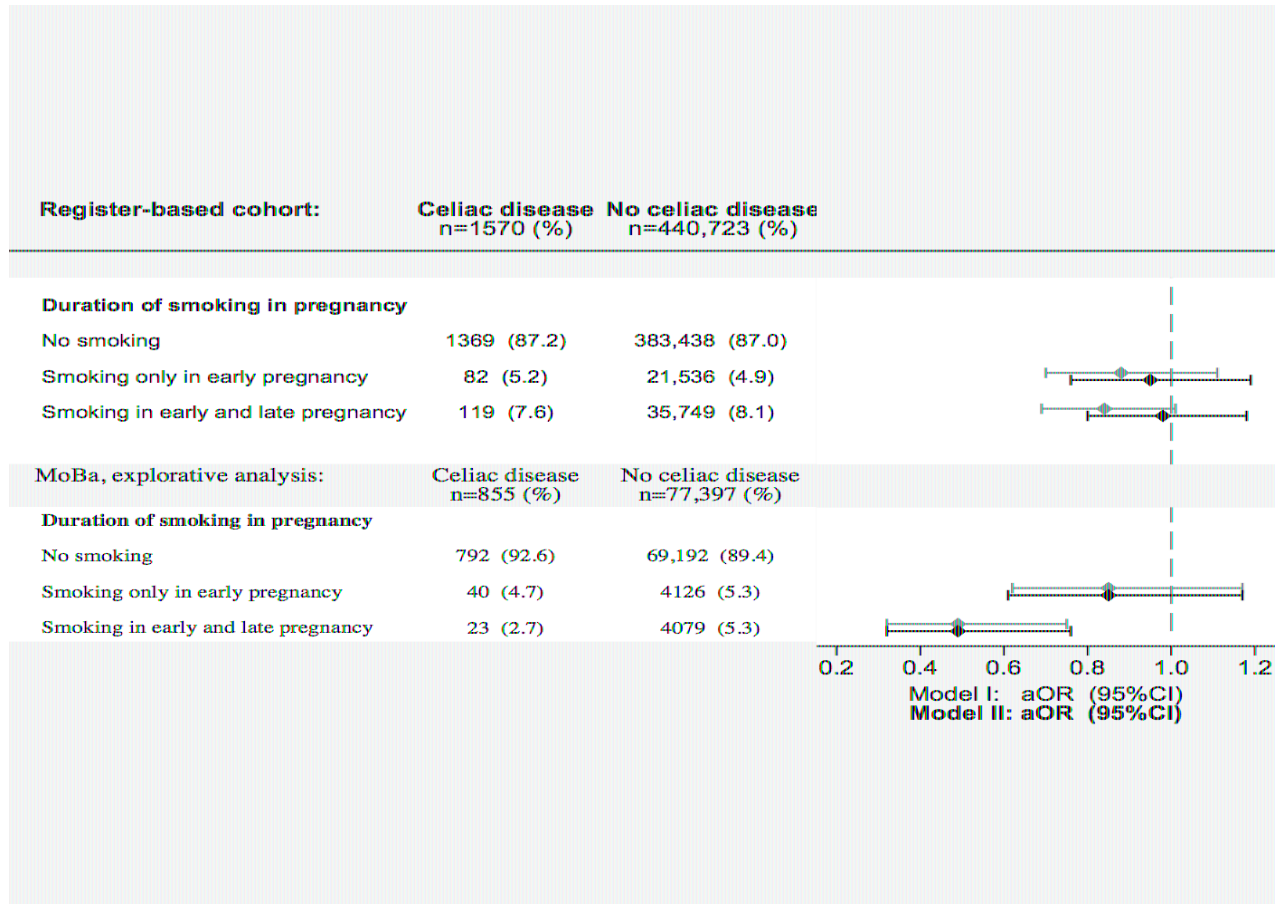 Register-based cohort: Celiac disease No celiac disease
n=1570 (%) n=440,723 (%)
Duration of smoking in pregnancy
No smoking 1369 (87.2) 383,438 (87.0)
Smoking only in early pregnancy 82 (5.2) 21,536 (4.9)
Smoking in early and late pregnancy 119 (7.6) 35,749 (8.1)
MoBa, explorative analysis: Celiac disease No celiac disease
n=855 (%) n=77,397 (%)
Duration of smoking in pregnancy
No smoking 792 (92.6) 69,192 (89.4)
Smoking only in early pregnancy 40 (4.7) 4126 (5.3)
Smoking in early and late pregnancy 23 (2.7) 4079 (5.3)
0.2 0.4 0.6 0.8 1.0 1.2
Model I: aOR (95%CI)
Model II: aOR (95%CI)